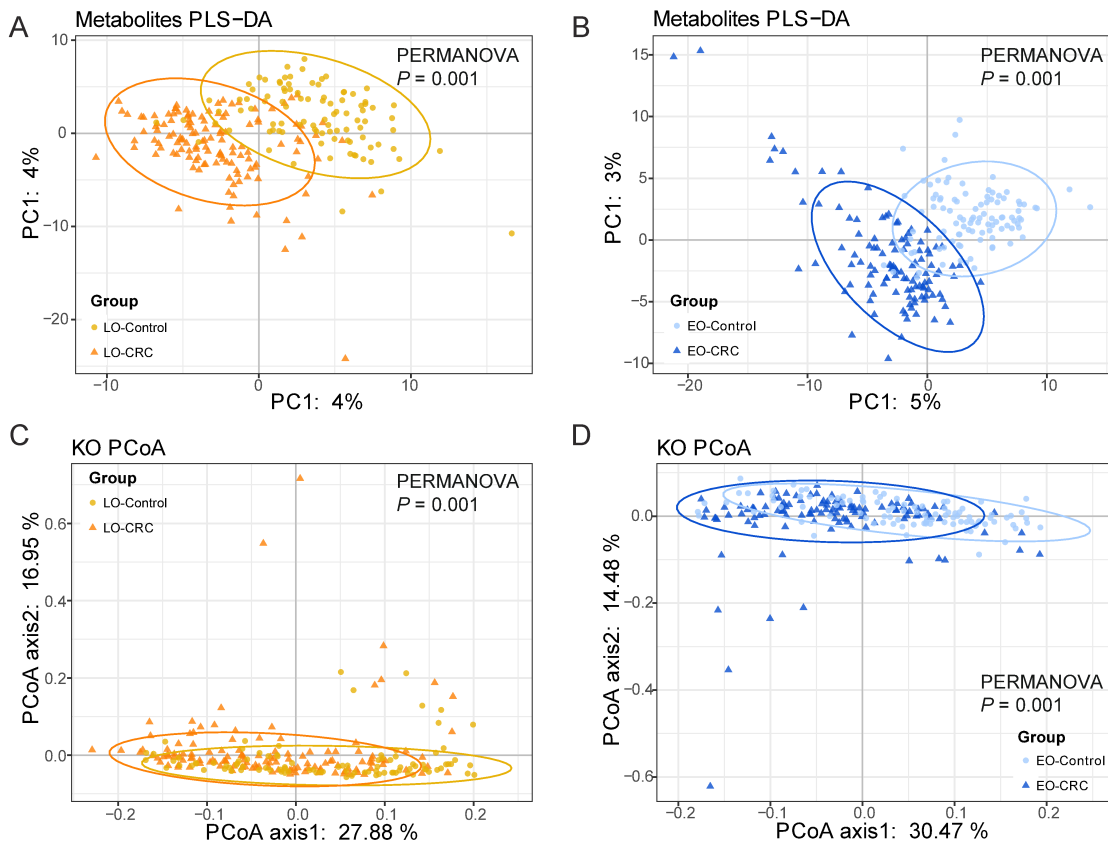 A
Metabolites PLS−DA
PERMANOVA
P = 0.001
10
0
−10
−20
PC1: 4%
Group
LO-Control
LO-CRC
−10
0
10
PC1: 4%
B
Metabolites PLS−DA
PERMANOVA
P = 0.001
15
10
5
0
−5
−10
PC1: 3%
Group
EO-Control
EO-CRC
−20
−10
0
10
PC1: 5%
C
KO PCoA
Group
LO-Control
LO-CRC
PERMANOVA
P = 0.001
0.6
0.4
0.2
0.0
PCoA axis2: 16.95 %
−0.2
−0.1
0.0
0.1
0.2
PCoA axis1: 27.88 %
D
KO PCoA
0.0
−0.2
−0.4
−0.6
PCoA axis2: 14.48 %
PERMANOVA
P = 0.001
Group
EO-Control
EO-CRC
−0.2
−0.1
0.0
0.1
0.2
PCoA axis1: 30.47 %